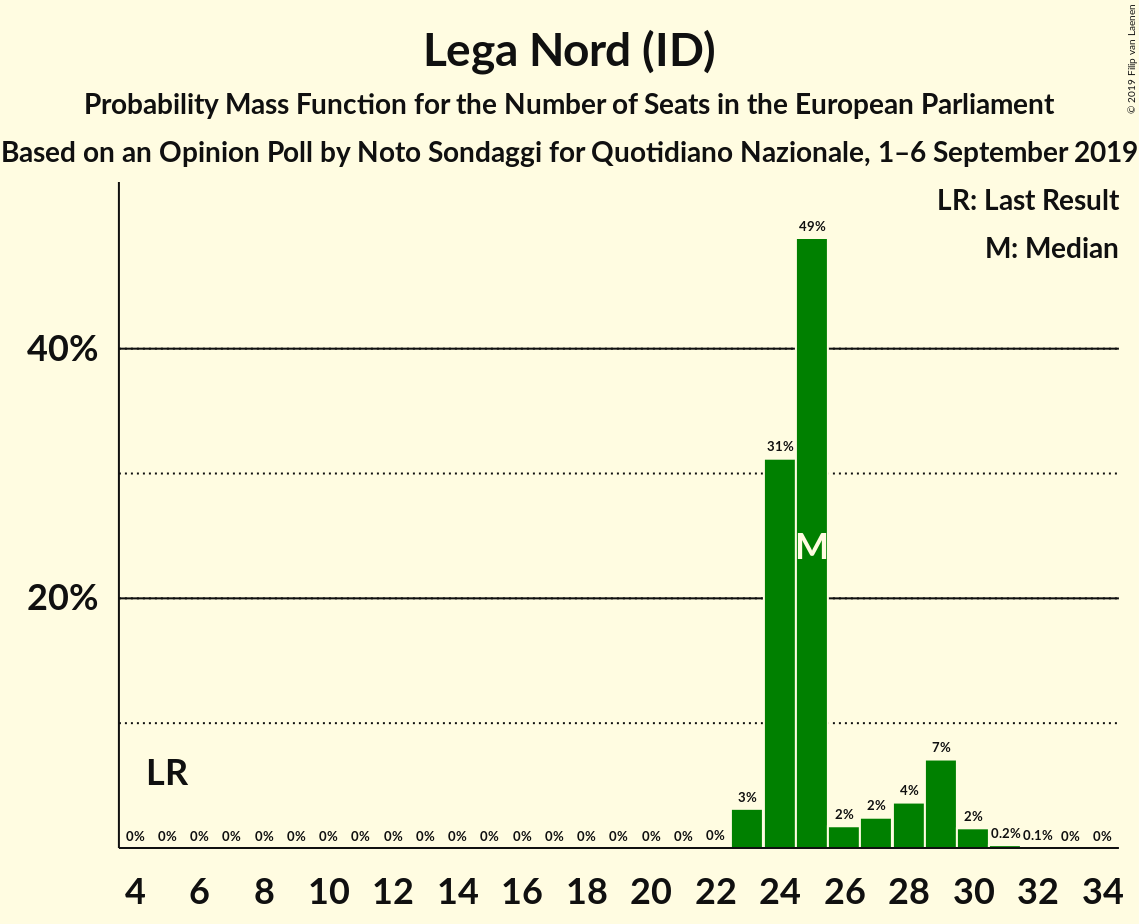 Lega Nord (ID)
Probability Mass Function for the Number of Seats in the European Parliament
Based on an Opinion Poll by Noto Sondaggi for Quotidiano Nazionale, 1–6 September 2019
© 2019 Filip van Laenen
LR: Last Result
M: Median
49%
40%
31%
M
20%
LR
7%
4%
3%
2%
2%
2%
0% 0% 0% 0% 0% 0% 0% 0% 0% 0% 0% 0% 0% 0% 0% 0% 0% 0% 0% 0.2% 0.1% 0% 0%
4 6 8 10 12 14 16 18 20 22 24 26 28 30 32 34